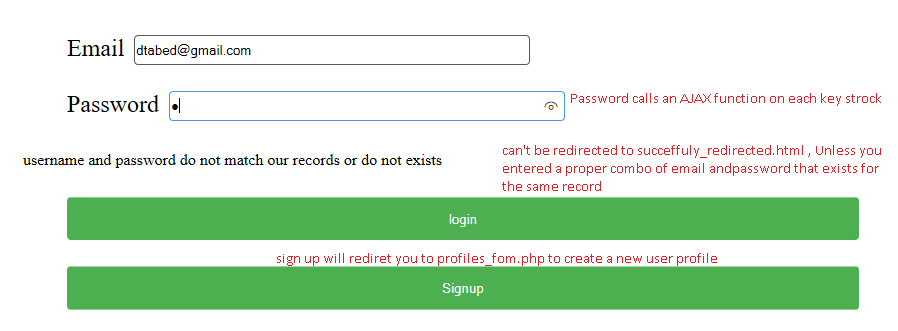 Email dtabed@gmail.com
Password •
Password calls an AJAX function on each key strock
username and password do not match our records or do not exists
can't be redirected to succeffuly_redirected.html , Unless you
entered a proper combo of email andpassword that exists for
the same record
login
sign up will rediret you to profiles_fom.php to create a new user profile
Signup